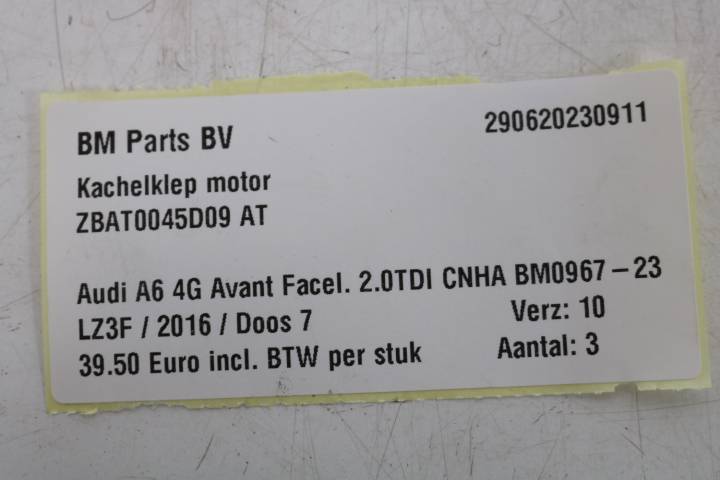 BM Parts BV 290620230911
Kachelklep motor
ZBAT0045D09 AT
Audi A6 4G Avant Facel. 2.0TDI CNHA BM0967-23
LZ3F / 2016 / Doos 7 Verz: 10
39.50 Euro incl. BTW per stuk Aantal: 3